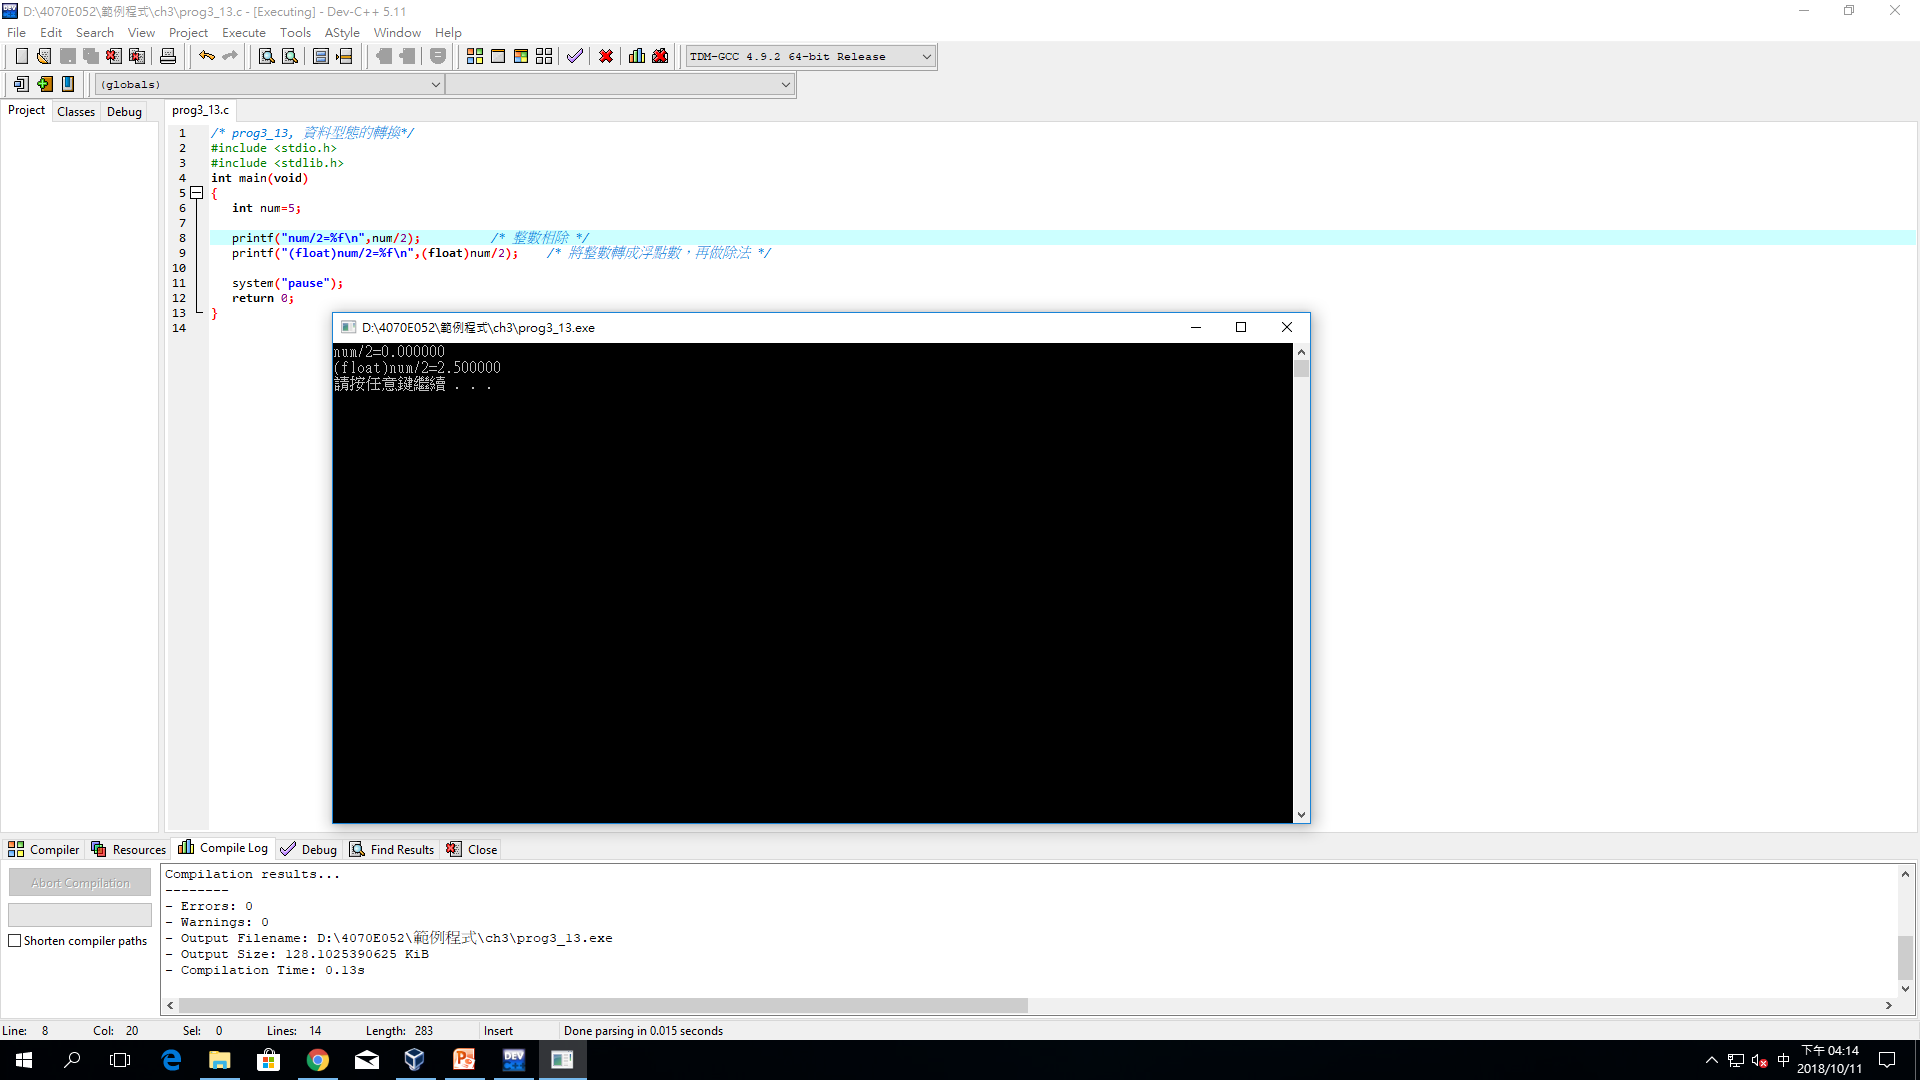 D:\4070E052\範例程式\ch3\prog3_13.c - [Executing] - Dev-C++ 5.11
File Edit Search View Project Execute Tools AStyle Window Help
TDM-GCC 4.9.2 64-bit Release
(globals)
Project Classes Debug
prog3_13.c
1 /* prog3_13, 資料型態的轉換*/
2 #include <stdio.h>
3 #include <stdlib.h>
4 int main(void)
5 {
6 int num=5;
7
8 printf("num/2=%f\n",num/2); /* 整數相除 */
9 printf("(float)num/2=%f\n",(float)num/2); /* 將整數轉成浮點數，再做除法 */
10
11 system("pause");
12 return 0;
13 }
14
D:\4070E052\範例程式\ch3\prog3_13.exe
num/2=0.000000
(float)num/2=2.500000
請按任意鍵繼續 . . .
Compiler Resources Compile Log Debug Find Results Close
Abort Compilation
Shorten compiler paths
Compilation results...
--------
- Errors: 0
- Warnings: 0
- Output Filename: D:\4070E052\範例程式\ch3\prog3_13.exe
- Output Size: 128.1025390625 KiB
- Compilation Time: 0.13s
Line: 8 Col: 20 Sel: 0 Lines: 14 Length: 283 Insert Done parsing in 0.015 seconds
中
下午 04:14
2018/10/11